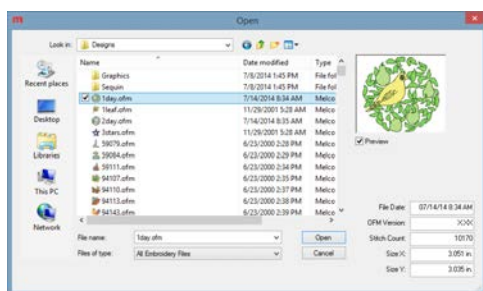 m Open
Look in: Designs
Name Date modified Type
Graphics 7/8/2014 1:45 PM File fol
Sequin 7/8/2014 1:45 PM File fol
1day.ofm 7/14/2014 8:34 AM Melco
1leaf.ofm 11/29/2001 5:28 AM Melco
2day.ofm 7/14/2014 8:35 AM Melco
3stars.ofm 11/29/2001 5:28 AM Melco
59079.ofm 6/23/2000 2:28 PM Melco
59084.ofm 6/23/2000 2:29 PM Melco
59111.ofm 6/23/2000 2:34 PM Melco
94107.ofm 6/23/2000 2:35 PM Melco
94110.ofm 6/23/2000 2:37 PM Melco
94113.ofm 6/23/2000 2:38 PM Melco
94143.ofm 6/23/2000 2:39 PM Melco
Recent places
Desktop
Libraries
This PC
Network
File name: 1day.ofm Open
Files of type: All Embroidery Files Cancel
Preview
File Date: 07/14/14 8:34 AM
OFM Version: XXX
Stitch Count: 10170
Size X: 3.051 in.
Size Y: 3.035 in.